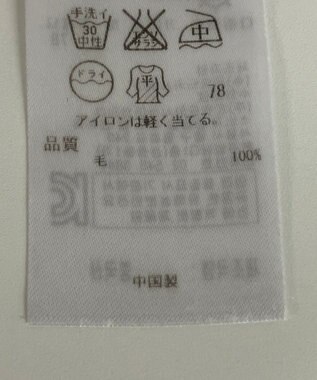 手洗イ
30
中性
エンソ
サラシ
中
ドライ
平
78
アイロンは軽く当てる。
品質
毛 100%
中国製